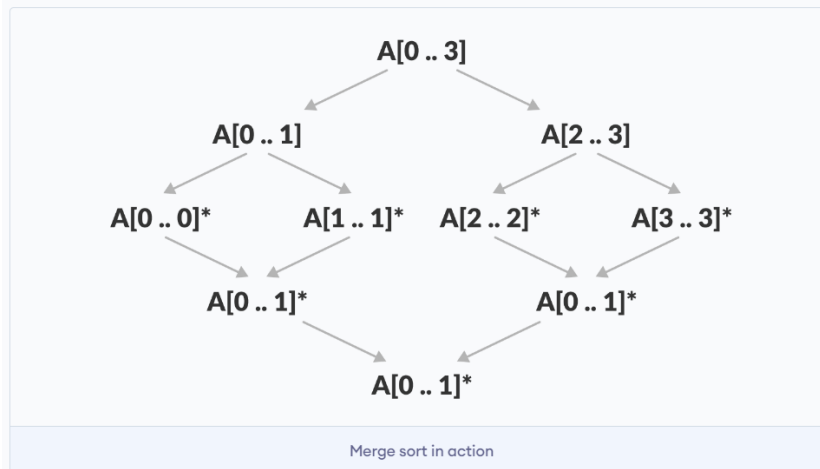 A[0 .. 3]
A[0 .. 1] A[2 .. 3]
A[0 .. 0]* A[1 .. 1]* A[2 .. 2]* A[3 .. 3]*
A[0 .. 1]* A[0 .. 1]*
A[0 .. 1]*
Merge sort in action